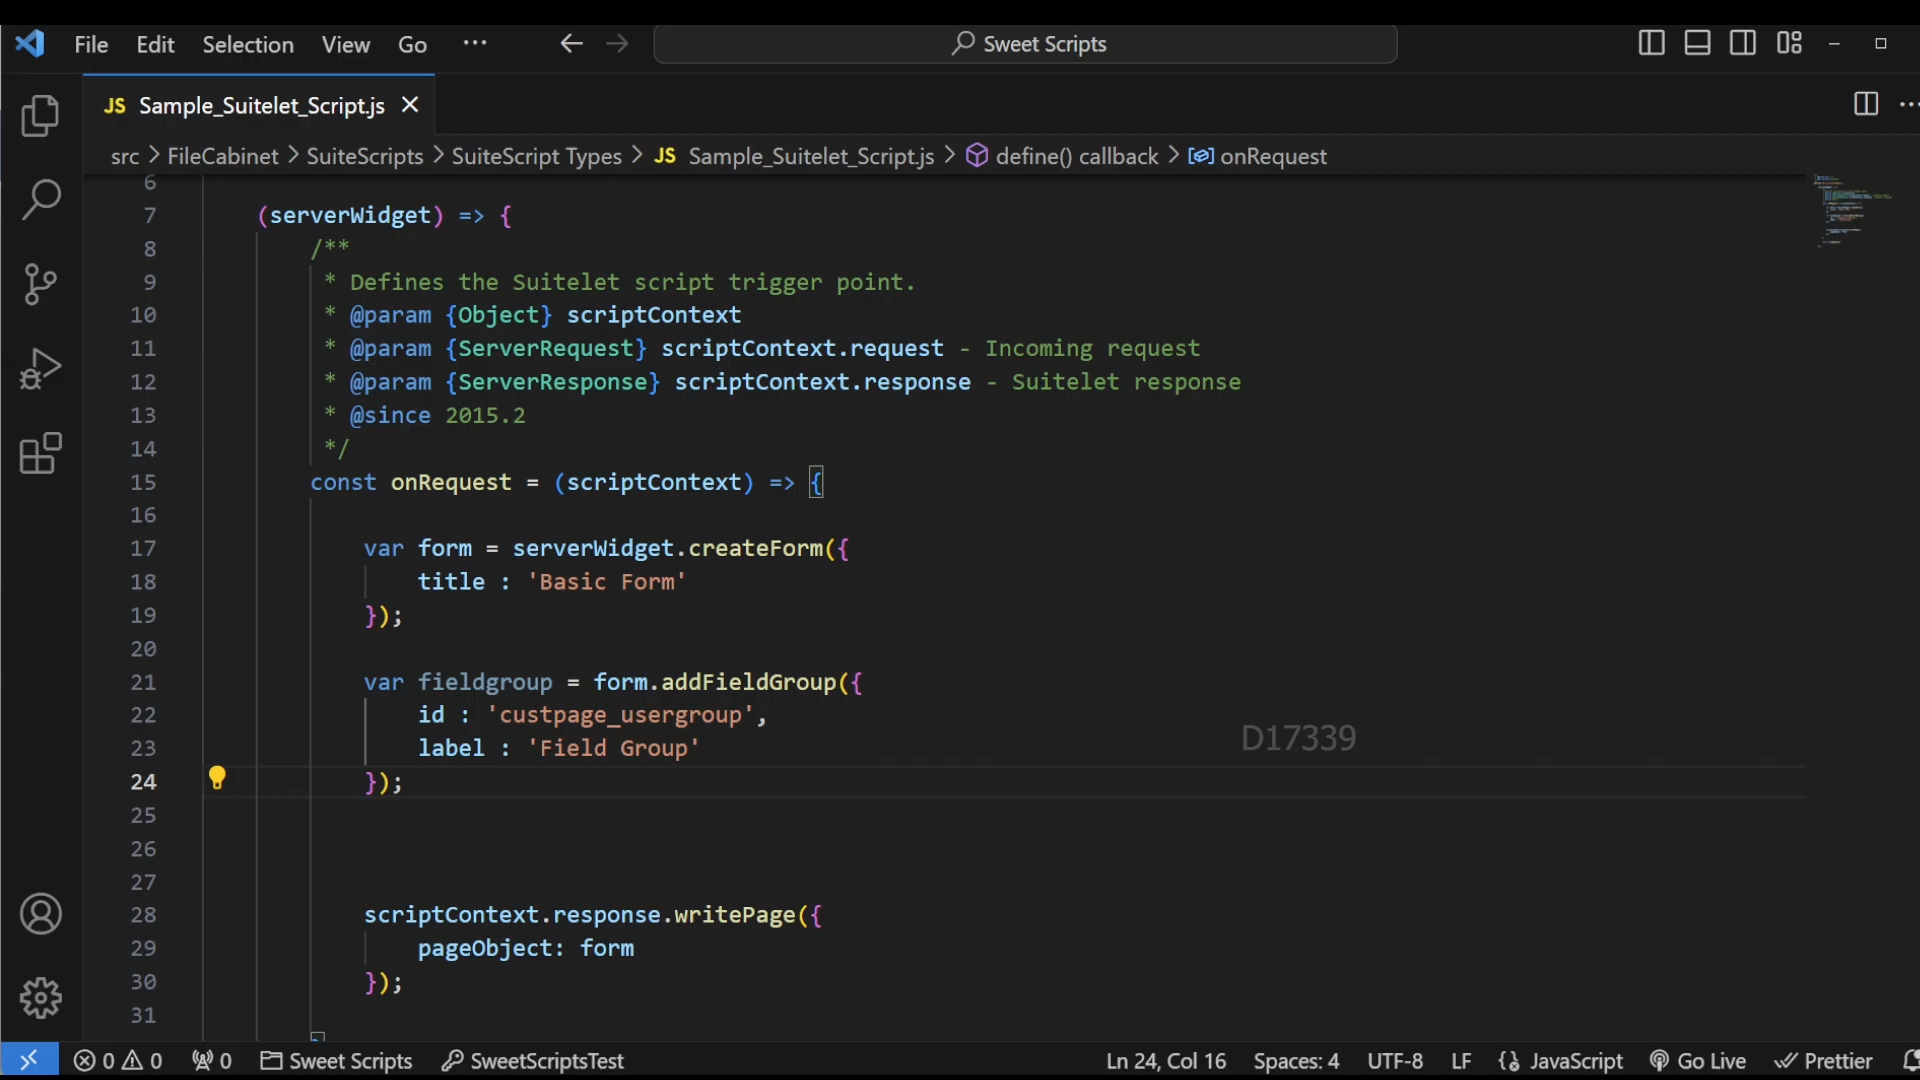 File Edit Selection View Go ··· Sweet Scripts
JS Sample_Suitelet_Script.js
src > FileCabinet > SuiteScripts > SuiteScript Types > JS Sample_Suitelet_Script.js > define() callback > onRequest
6
7 (serverWidget) => {
8 /**
9 * Defines the Suitelet script trigger point.
10 * @param {Object} scriptContext
11 * @param {ServerRequest} scriptContext.request - Incoming request
12 * @param {ServerResponse} scriptContext.response - Suitelet response
13 * @since 2015.2
14 */
15 const onRequest = (scriptContext) => {
16
17 var form = serverWidget.createForm({
18 title : 'Basic Form'
19 });
20
21 var fieldgroup = form.addFieldGroup({
22 id : 'custpage_usergroup',
23 label : 'Field Group'
D17339
24 });
25
26
27
28 scriptContext.response.writePage({
29 pageObject: form
30 });
31
0 0 0 Sweet Scripts SweetScriptsTest Ln 24, Col 16 Spaces: 4 UTF-8 LF {} JavaScript Go Live Prettier